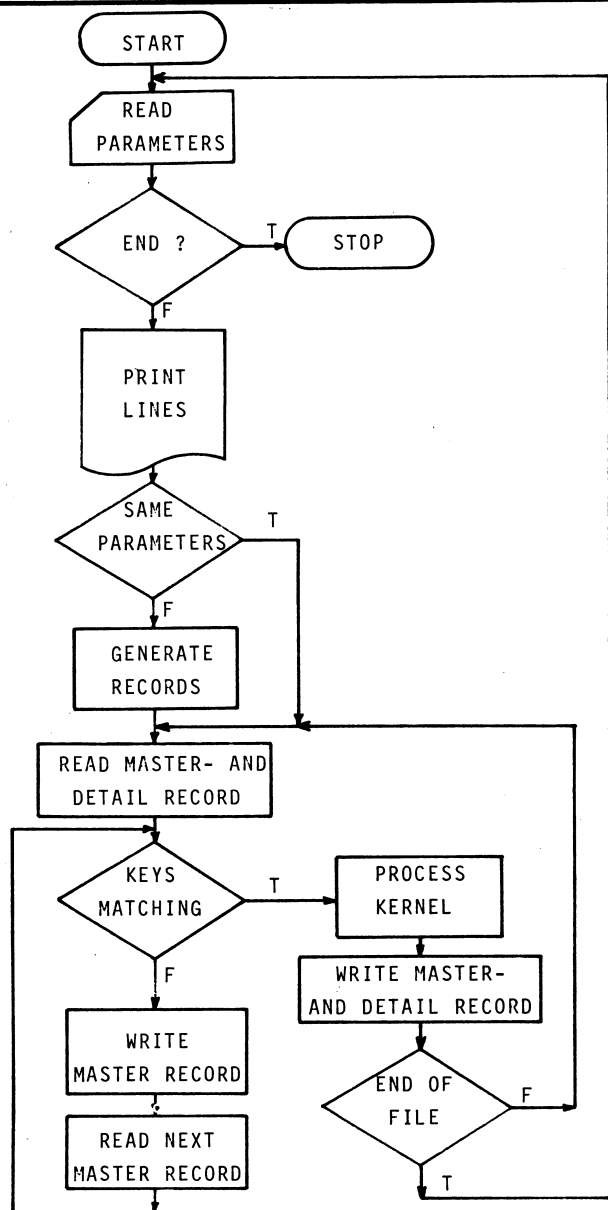 START
READ
PARAMETERS
END ?
T
STOP
F
PRINT
LINES
SAME
PARAMETERS
T
F
GENERATE
RECORDS
READ MASTER- AND
DETAIL RECORD
KEYS
MATCHING
T
PROCESS
KERNEL
F
WRITE MASTER-
AND DETAIL RECORD
WRITE
MASTER RECORD
END OF
FILE
F
READ NEXT
MASTER RECORD
T